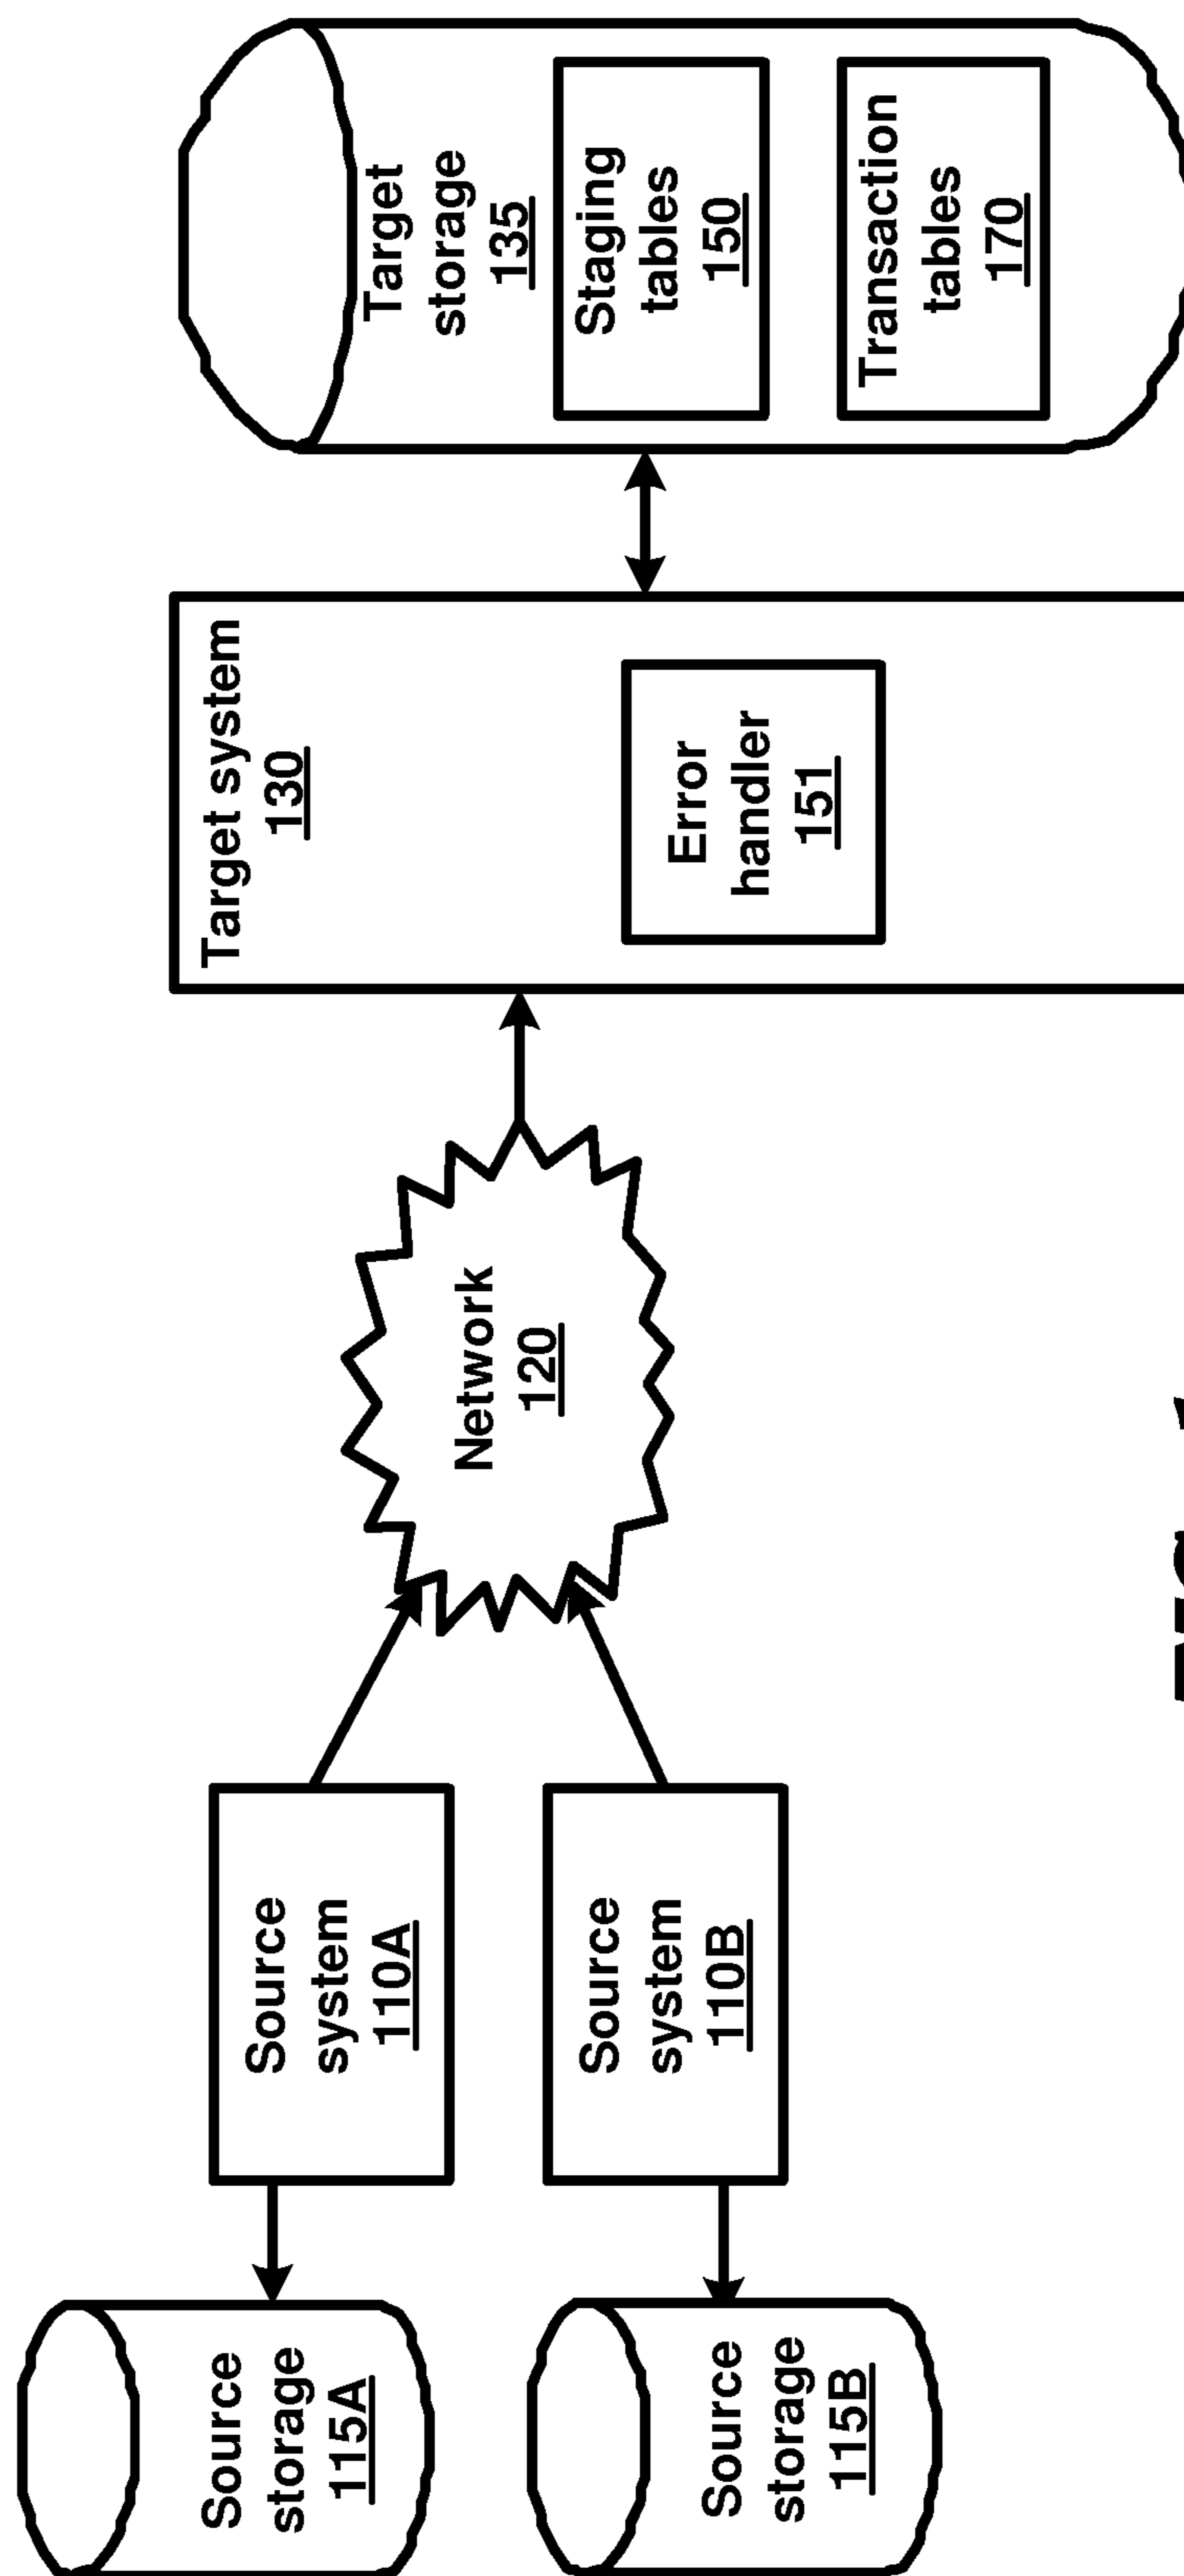 Source
storage
115A
Source
system
110A
Source
storage
115B
Source
system
110B
Network
120
Target system
130
Error
handler
151
Target
storage
135
Staging
tables
150
Transaction
tables
170